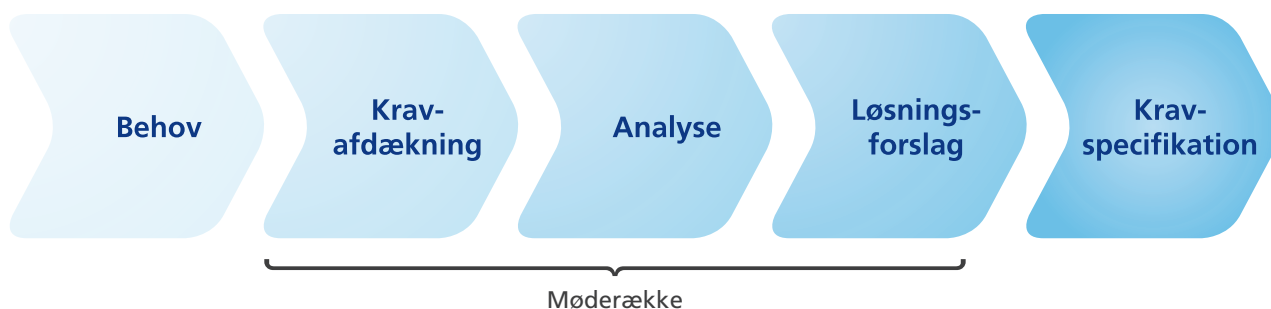 Behov
Krav-
afdækning
Analyse
Løsnings-
forslag
Krav-
specifikation
Møderække